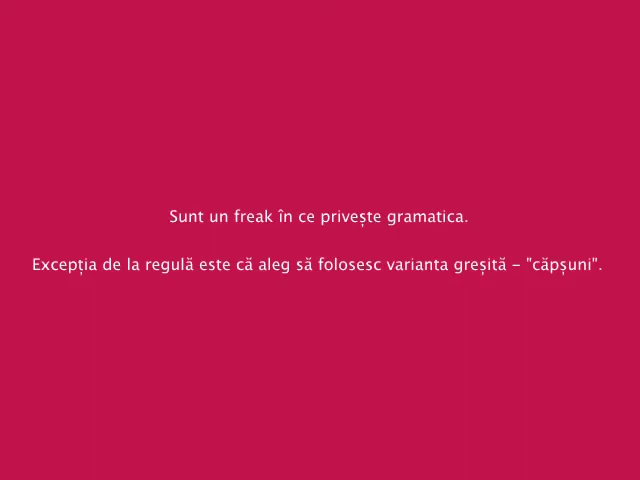 Sunt un freak în ce privește gramatica.
Excepția de la regulă este că aleg să folosesc varianta greșită - "căpșuni".